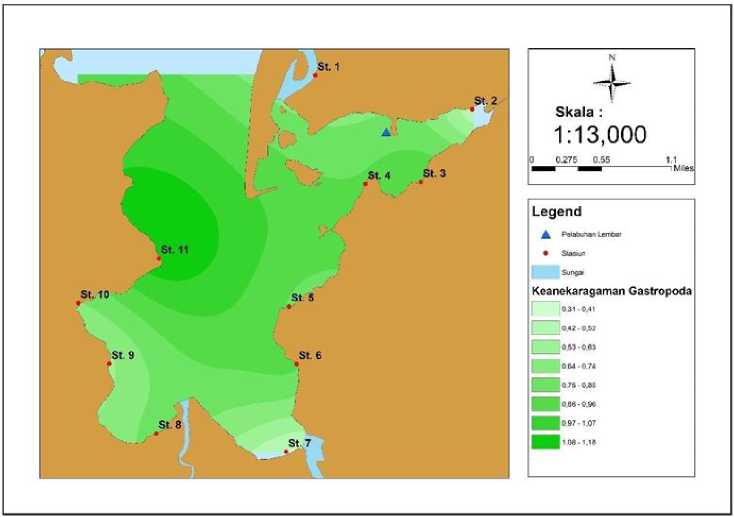 St. 1
St. 2
St. 3
St. 4
St. 5
St. 6
St. 7
St. 8
St. 9
St. 10
St. 11
N
Skala :
1:13,000
0 0.275 0.55 1.1
Miles
Legend
Pelabuhan Lembar
Stasiun
Sungai
Keanekaragaman Gastropoda
0,31 - 0,41
0,42 - 0,52
0,53 - 0,63
0,64 - 0,74
0,75 - 0,85
0,86 - 0,96
0,97 - 1,07
1,08 - 1,18